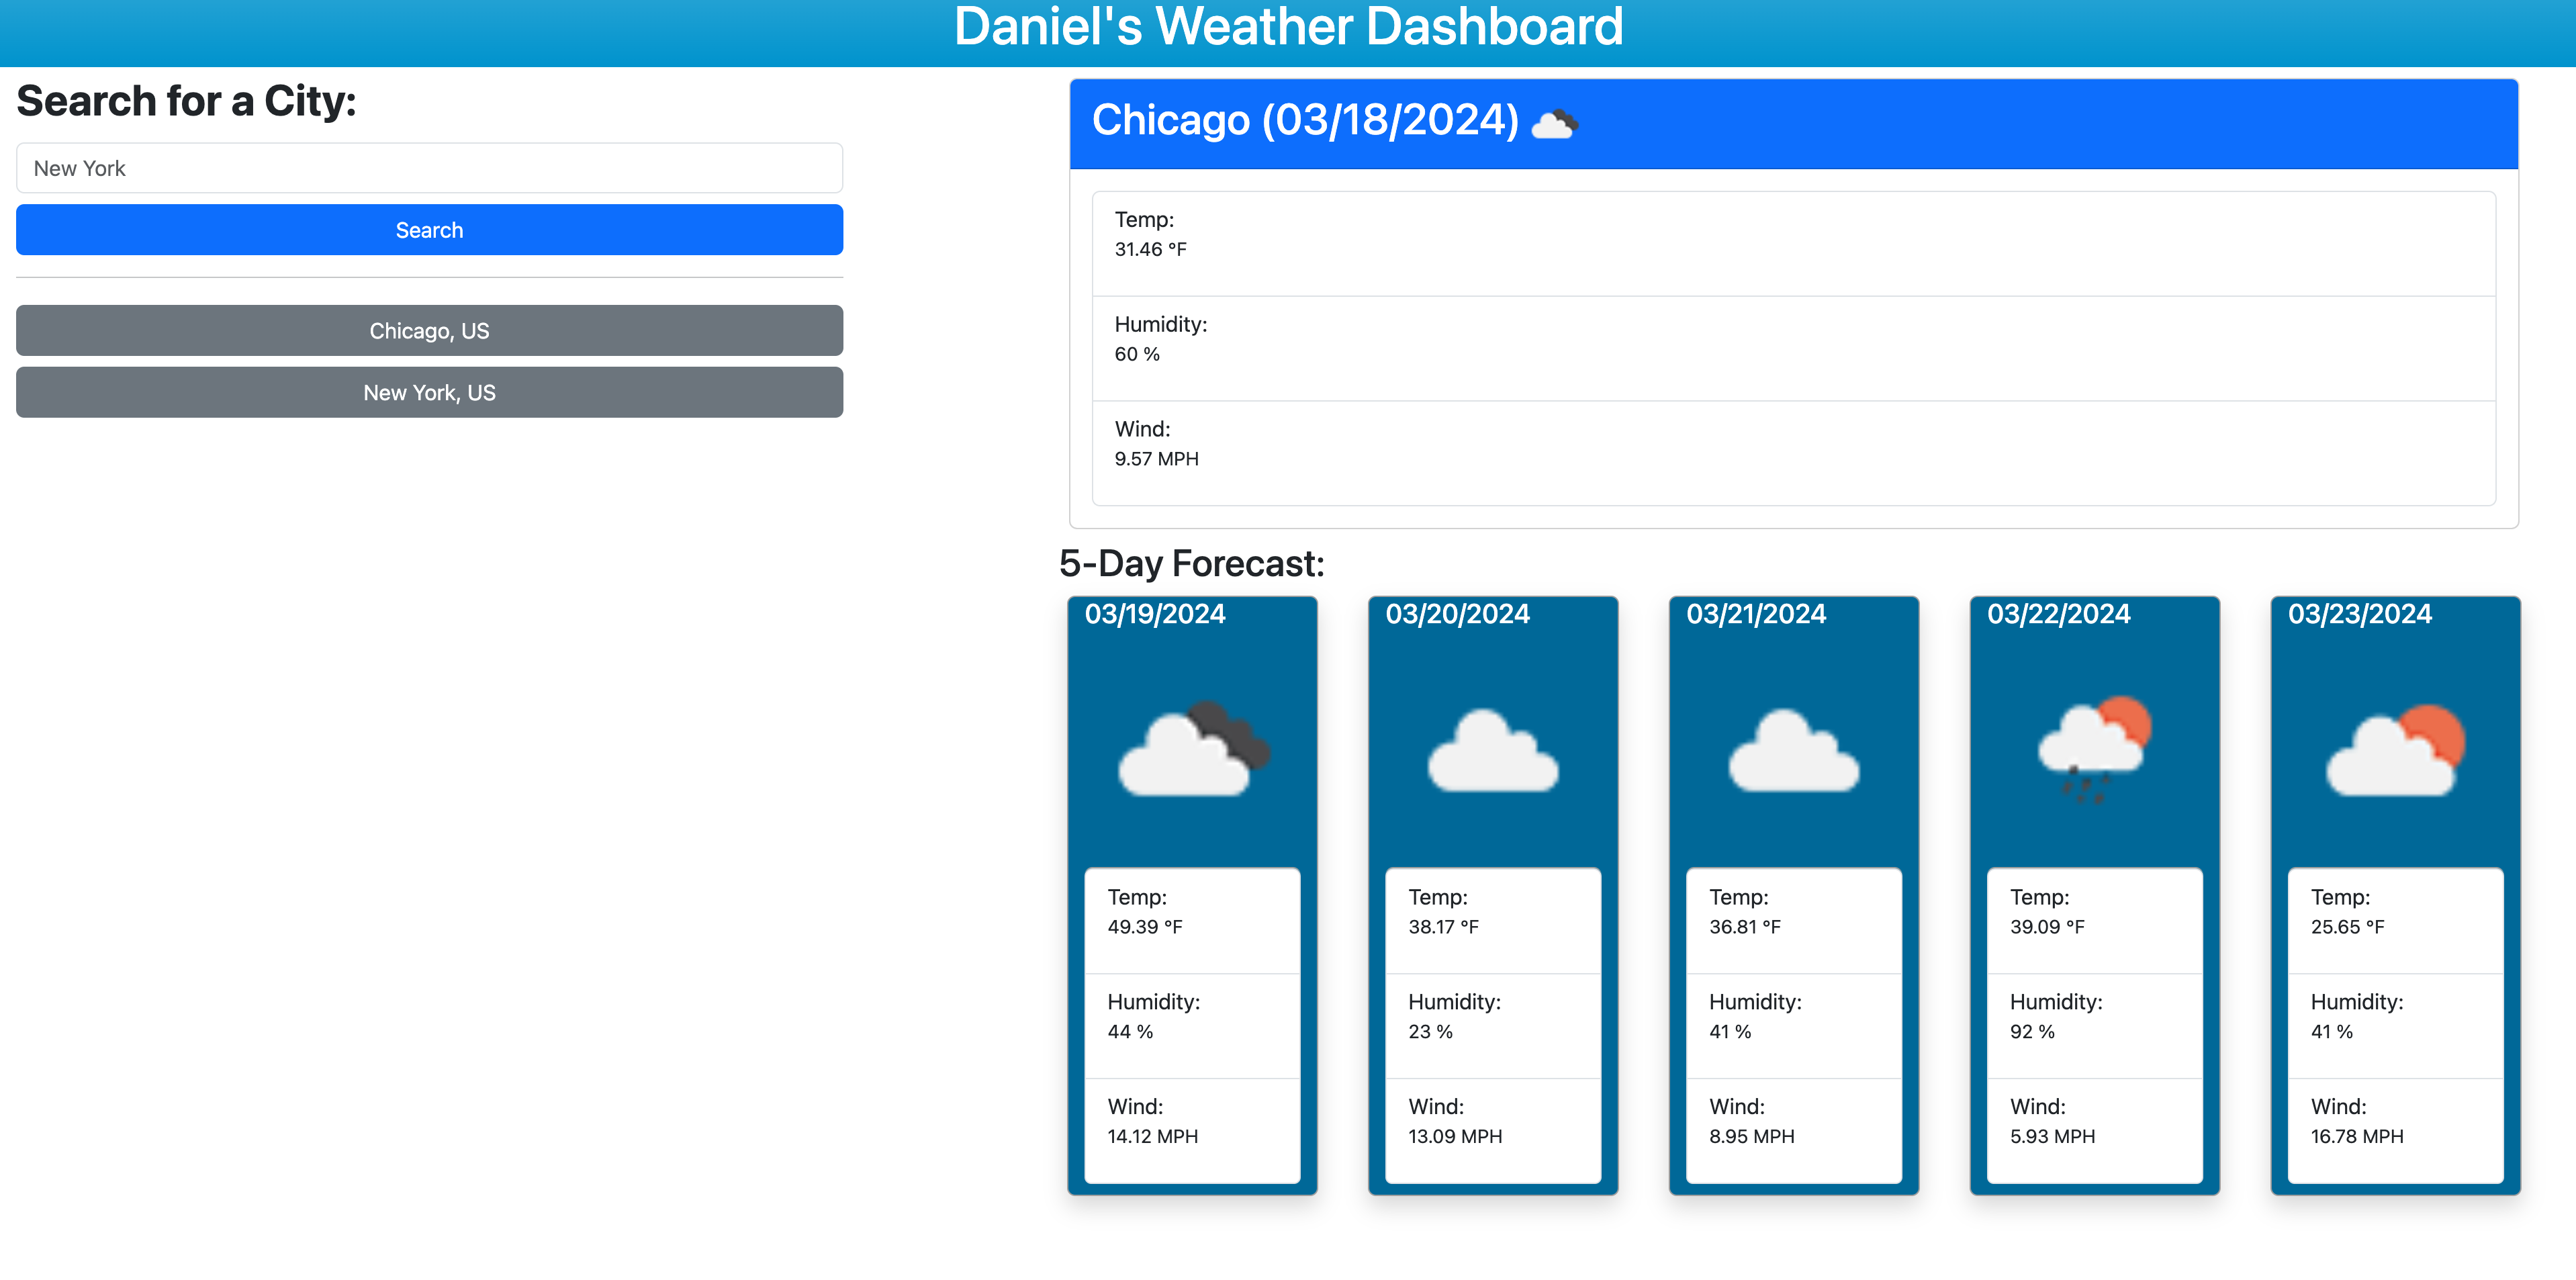 Daniel's Weather Dashboard
Search for a City:
New York
Search
Chicago, US
New York, US
Chicago (03/18/2024)
Temp:
31.46 °F
Humidity:
60 %
Wind:
9.57 MPH
5-Day Forecast:
03/19/2024
Temp:
49.39 °F
Humidity:
44 %
Wind:
14.12 MPH
03/20/2024
Temp:
38.17 °F
Humidity:
23 %
Wind:
13.09 MPH
03/21/2024
Temp:
36.81 °F
Humidity:
41 %
Wind:
8.95 MPH
03/22/2024
Temp:
39.09 °F
Humidity:
92 %
Wind:
5.93 MPH
03/23/2024
Temp:
25.65 °F
Humidity:
41 %
Wind:
16.78 MPH